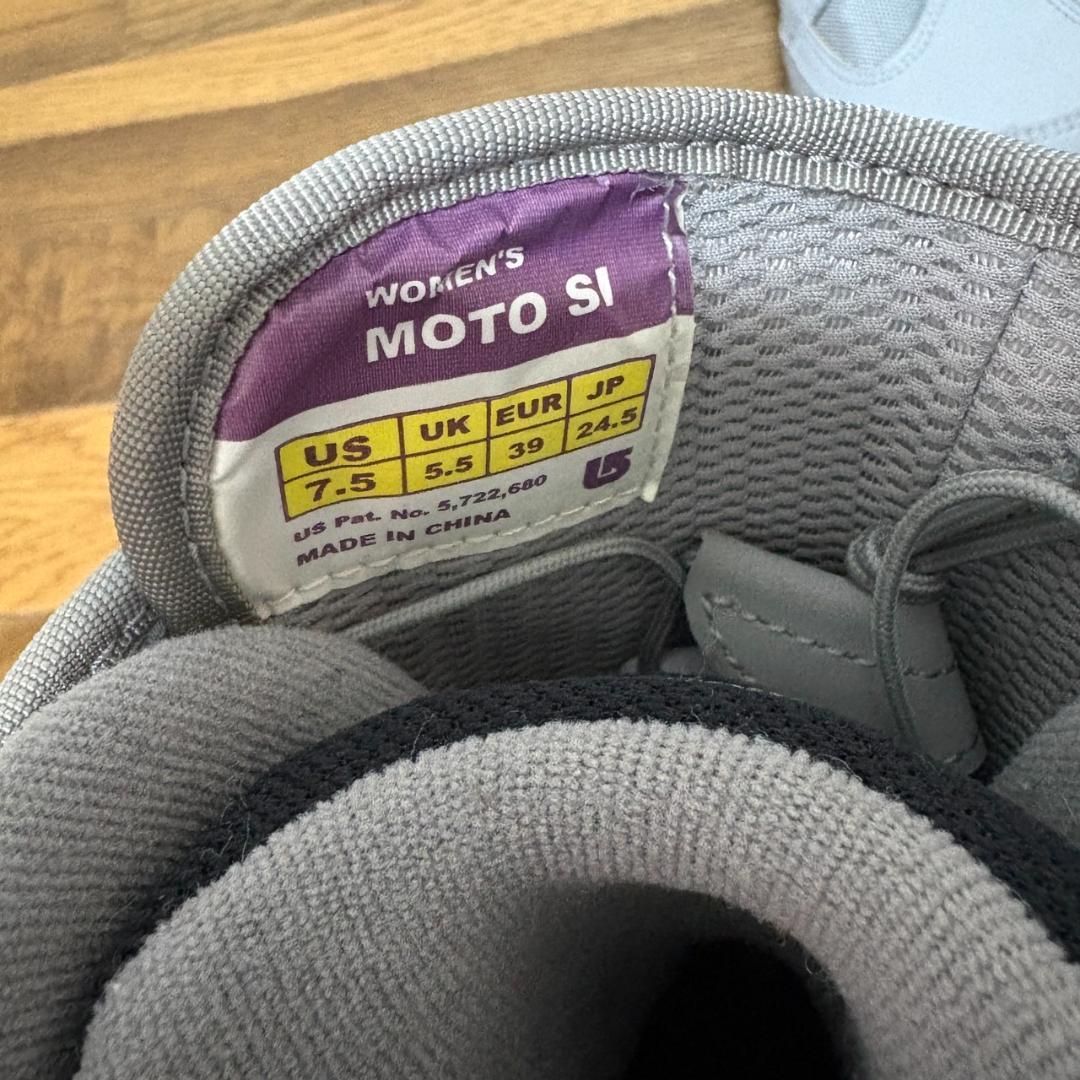 WOMEN'S
MOTO SI
US UK EUR JP
7.5 5.5 39 24.5
US Pat. No. 5,722,680
MADE IN CHINA